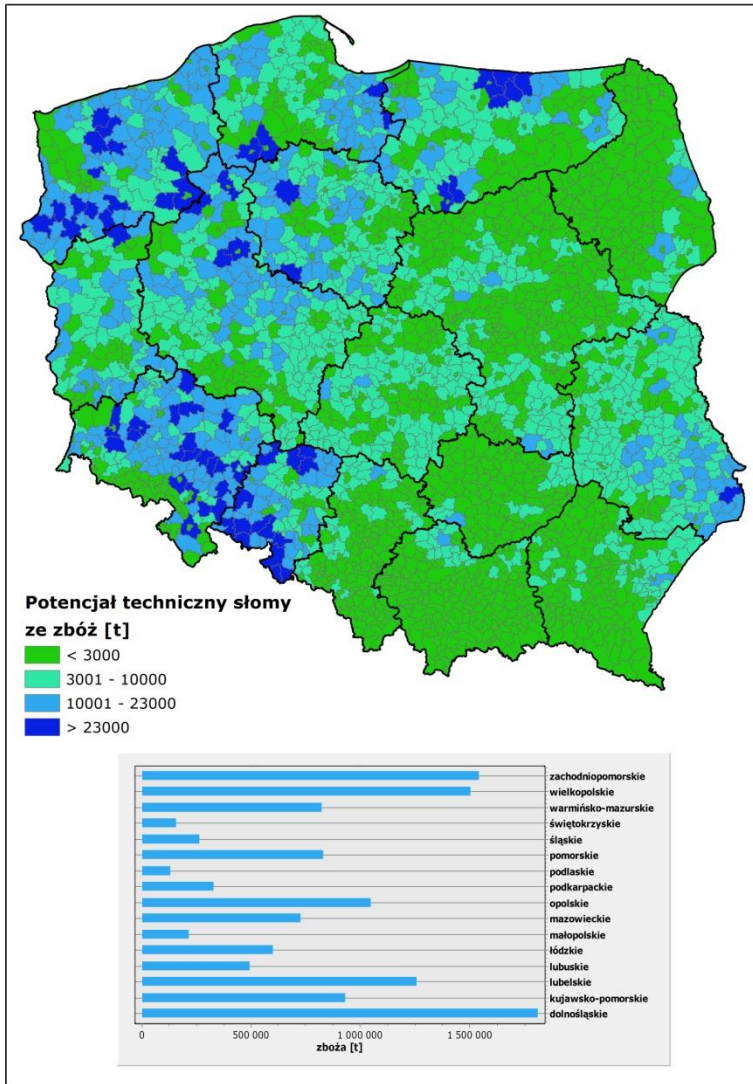 Potencjał techniczny słomy
ze zbóż [t]
< 3000
3001 - 10000
10001 - 23000
> 23000
zachodniopomorskie
wielkopolskie
warmińsko-mazurskie
świętokrzyskie
śląskie
pomorskie
podlaskie
podkarpackie
opolskie
mazowieckie
małopolskie
łódzkie
lubuskie
lubelskie
kujawsko-pomorskie
dolnośląskie
0 500 000 1 000 000 1 500 000
zboża [t]